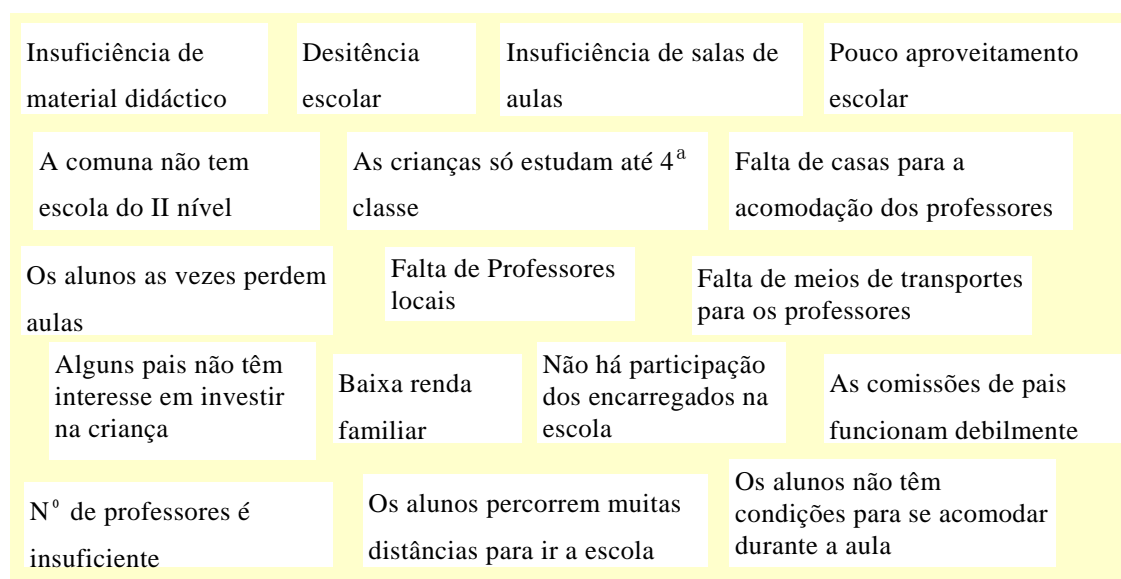 Insuficiência de
material didáctico
Desitência
escolar
Insuficiência de salas de
aulas
Pouco aproveitamento
escolar
A comuna não tem
escola do II nível
As crianças só estudam até 4ª
classe
Falta de casas para a
acomodação dos professores
Os alunos as vezes perdem
aulas
Falta de Professores
locais
Falta de meios de transportes
para os professores
Alguns pais não têm
interesse em investir
na criança
Baixa renda
familiar
Não há participação
dos encarregados na
escola
As comissões de pais
funcionam debilmente
Nº de professores é
insuficiente
Os alunos percorrem muitas
distâncias para ir a escola
Os alunos não têm
condições para se acomodar
durante a aula